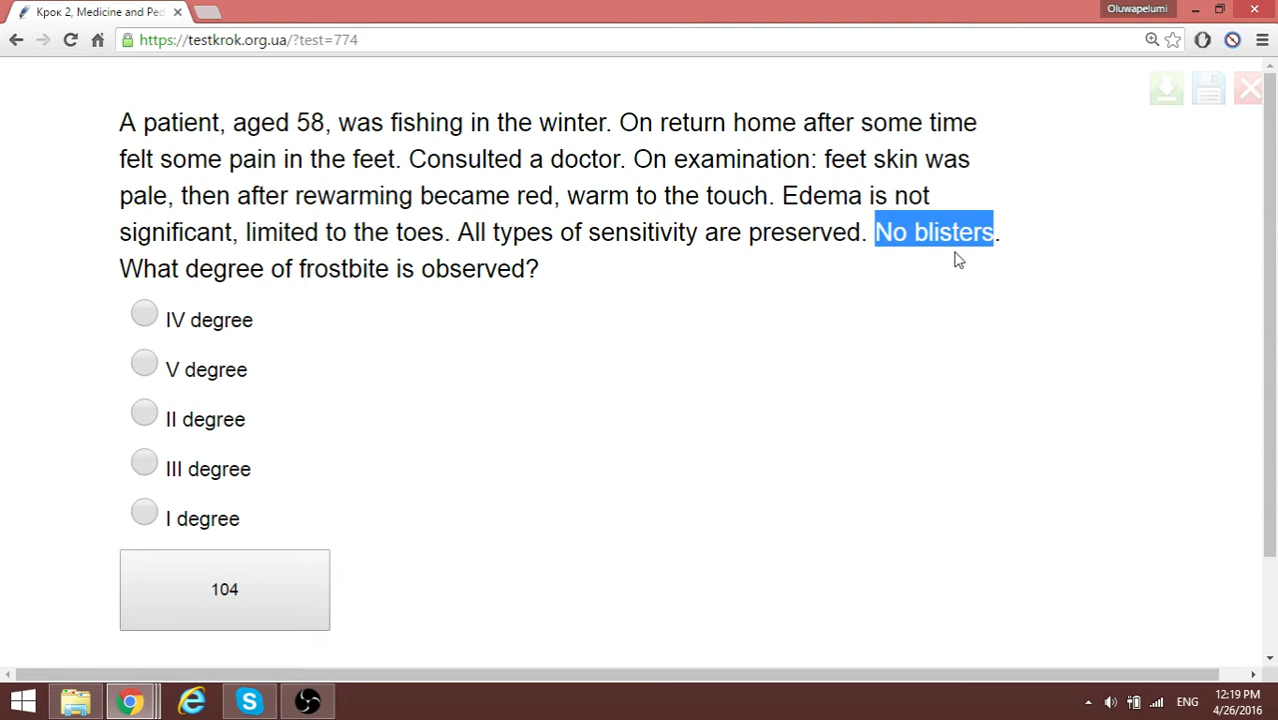 Крок 2, Medicine and Ped
Oluwapelumi
https://testkrok.org.ua/?test=774
A patient, aged 58, was fishing in the winter. On return home after some time
felt some pain in the feet. Consulted a doctor. On examination: feet skin was
pale, then after rewarming became red, warm to the touch. Edema is not
significant, limited to the toes. All types of sensitivity are preserved. No blisters.
What degree of frostbite is observed?
IV degree
V degree
II degree
III degree
I degree
104
ENG
12:19 PM
4/26/2016